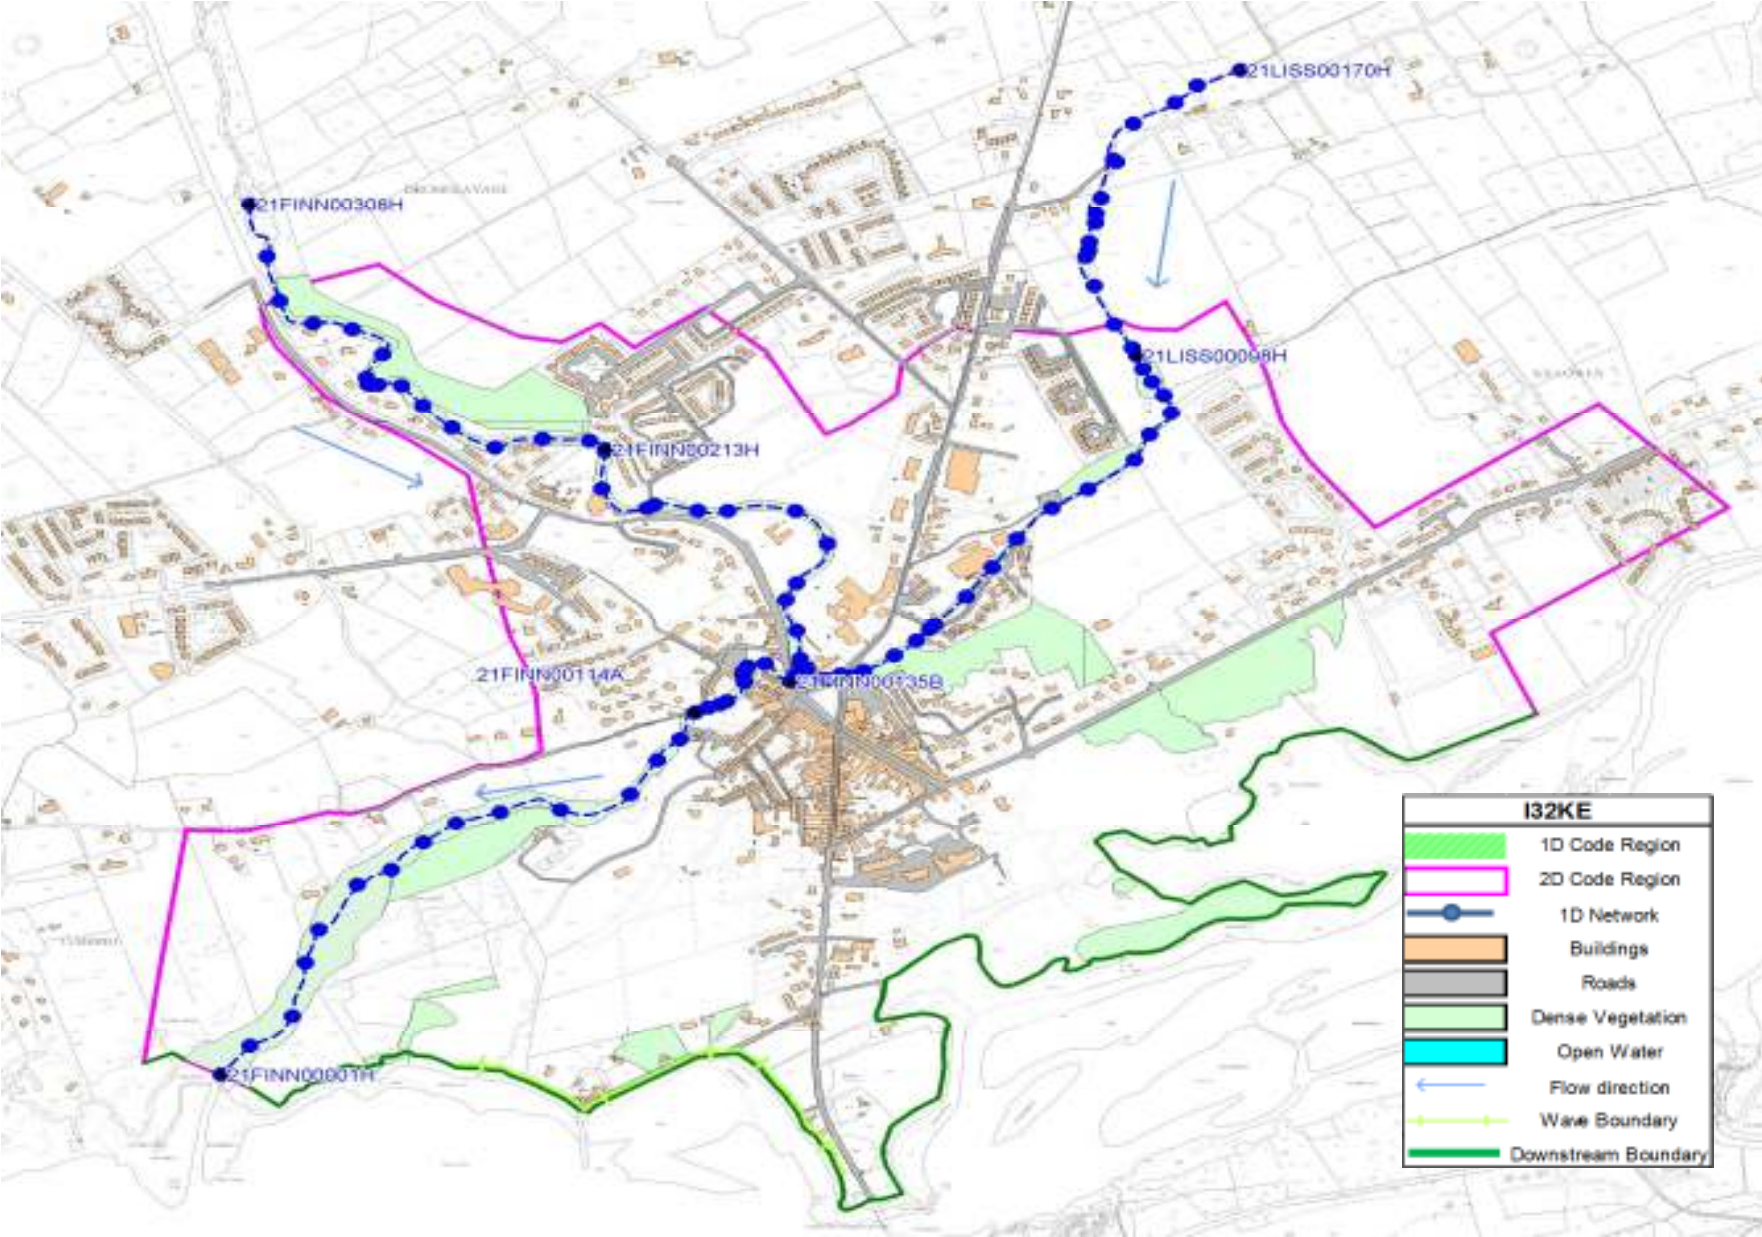 21LISS00170H
21FINN00308H
21LISS00098H
21FINN00213H
21FINN00114A
21FINN00135B
21FINN00001H
I32KE
1D Code Region
2D Code Region
1D Network
Buildings
Roads
Dense Vegetation
Open Water
Flow direction
Wave Boundary
Downstream Boundary